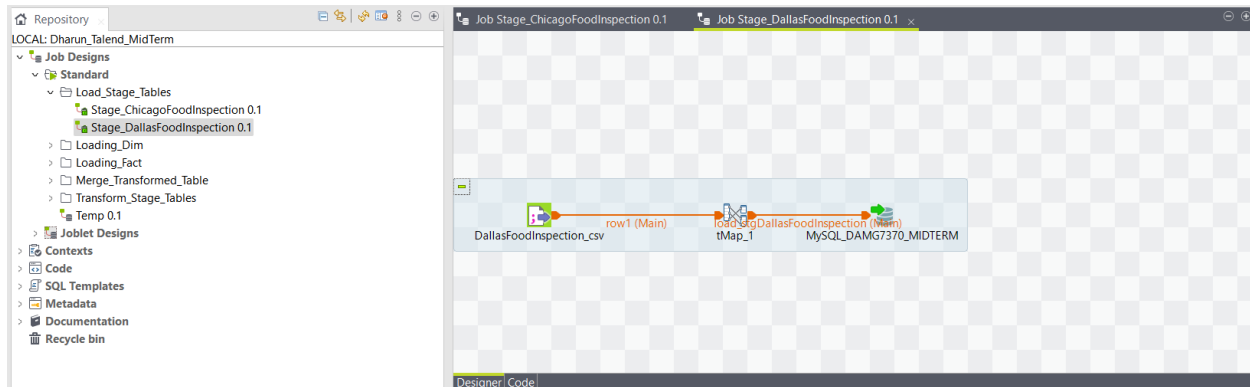 Repository
LOCAL: Dharun_Talend_MidTerm
Job Designs
Standard
Load_Stage_Tables
Stage_ChicagoFoodInspection 0.1
Stage_DallasFoodInspection 0.1
Loading_Dim
Loading_Fact
Merge_Transformed_Table
Transform_Stage_Tables
Temp 0.1
Joblet Designs
Contexts
Code
SQL Templates
Metadata
Documentation
Recycle bin
Job Stage_ChicagoFoodInspection 0.1
Job Stage_DallasFoodInspection 0.1
row1 (Main)
load_stgDallasFoodInspection (Main)
DallasFoodInspection_csv
tMap_1
MySQL_DAMG7370_MIDTERM
Designer
Code